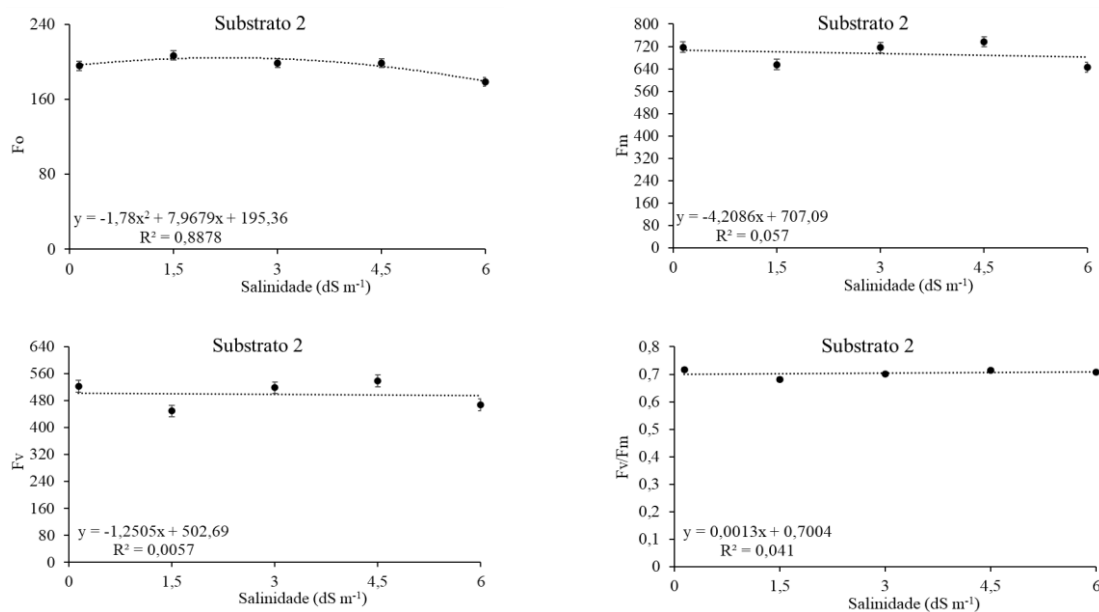 Substrato 2
240
160
80
0
Fo
y = -1,78x² + 7,9679x + 195,36
R² = 0,8878
0 1,5 3 4,5 6
Salinidade (dS m⁻¹)
Substrato 2
800
720
640
560
480
400
320
240
160
80
0
Fm
y = -4,2086x + 707,09
R² = 0,057
0 1,5 3 4,5 6
Salinidade (dS m⁻¹)
Substrato 2
640
560
480
400
320
240
160
80
0
Fv
y = -1,2505x + 502,69
R² = 0,0057
0 1,5 3 4,5 6
Salinidade (dS m⁻¹)
Substrato 2
0,8
0,7
0,6
0,5
0,4
0,3
0,2
0,1
0
Fv/Fm
y = 0,0013x + 0,7004
R² = 0,041
0 1,5 3 4,5 6
Salinidade (dS m⁻¹)